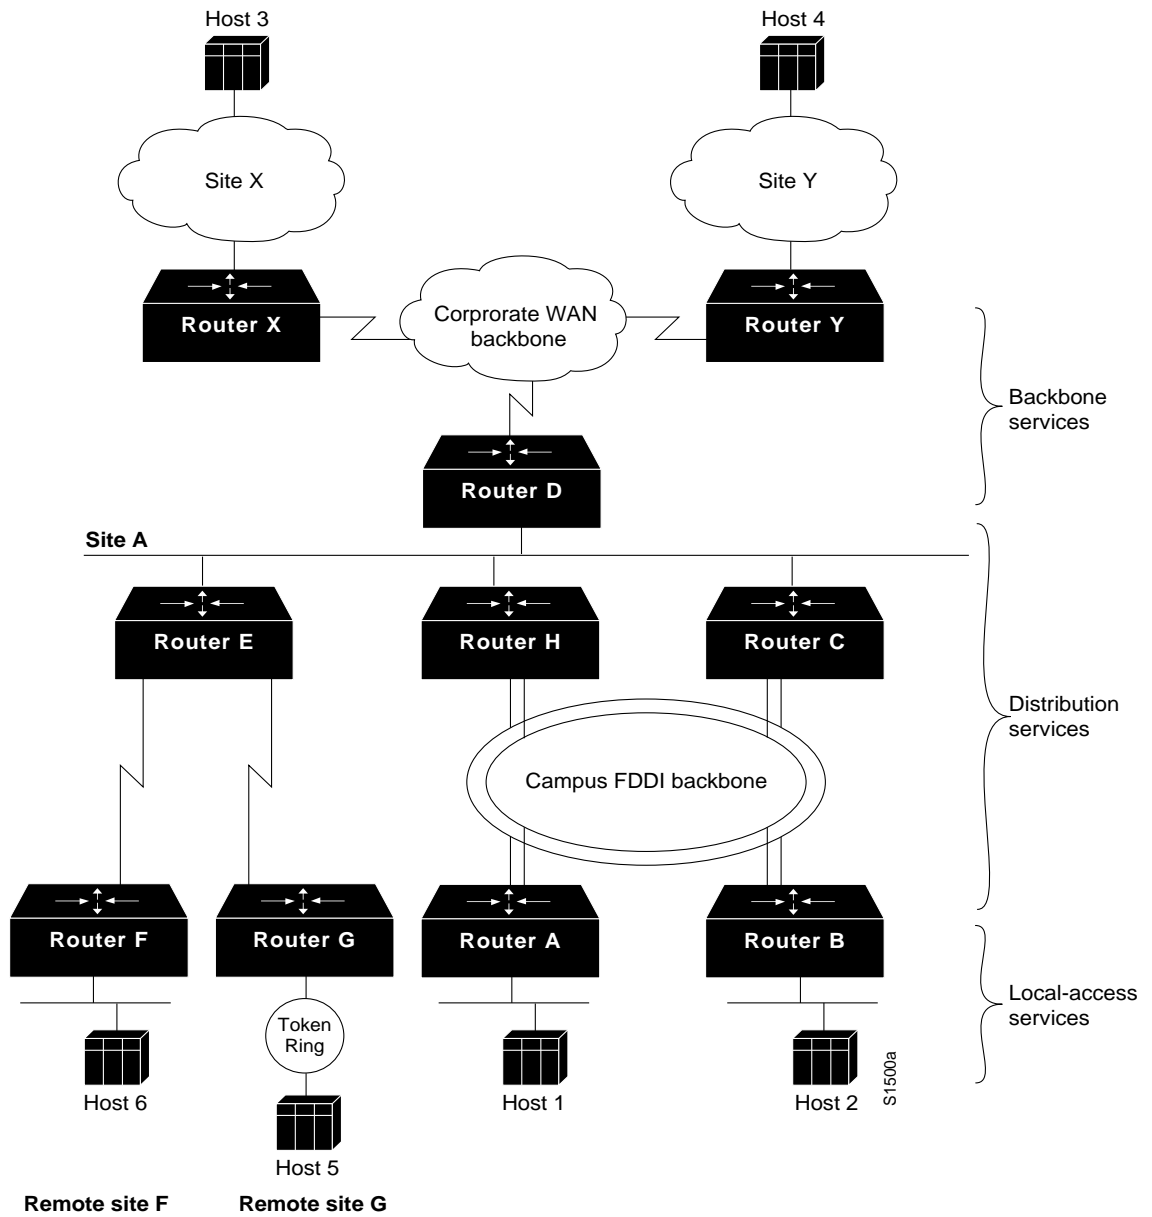 Host 3
Host 4
Site X
Site Y
Router X
Corprorate WAN
backbone
Router Y
Backbone
services
Router D
Site A
Router E
Router H
Router C
Distribution
services
Campus FDDI backbone
Router F
Router G
Router A
Router B
Local-access
services
Token
Ring
Host 6
Host 1
Host 2
S1500a
Host 5
Remote site F
Remote site G